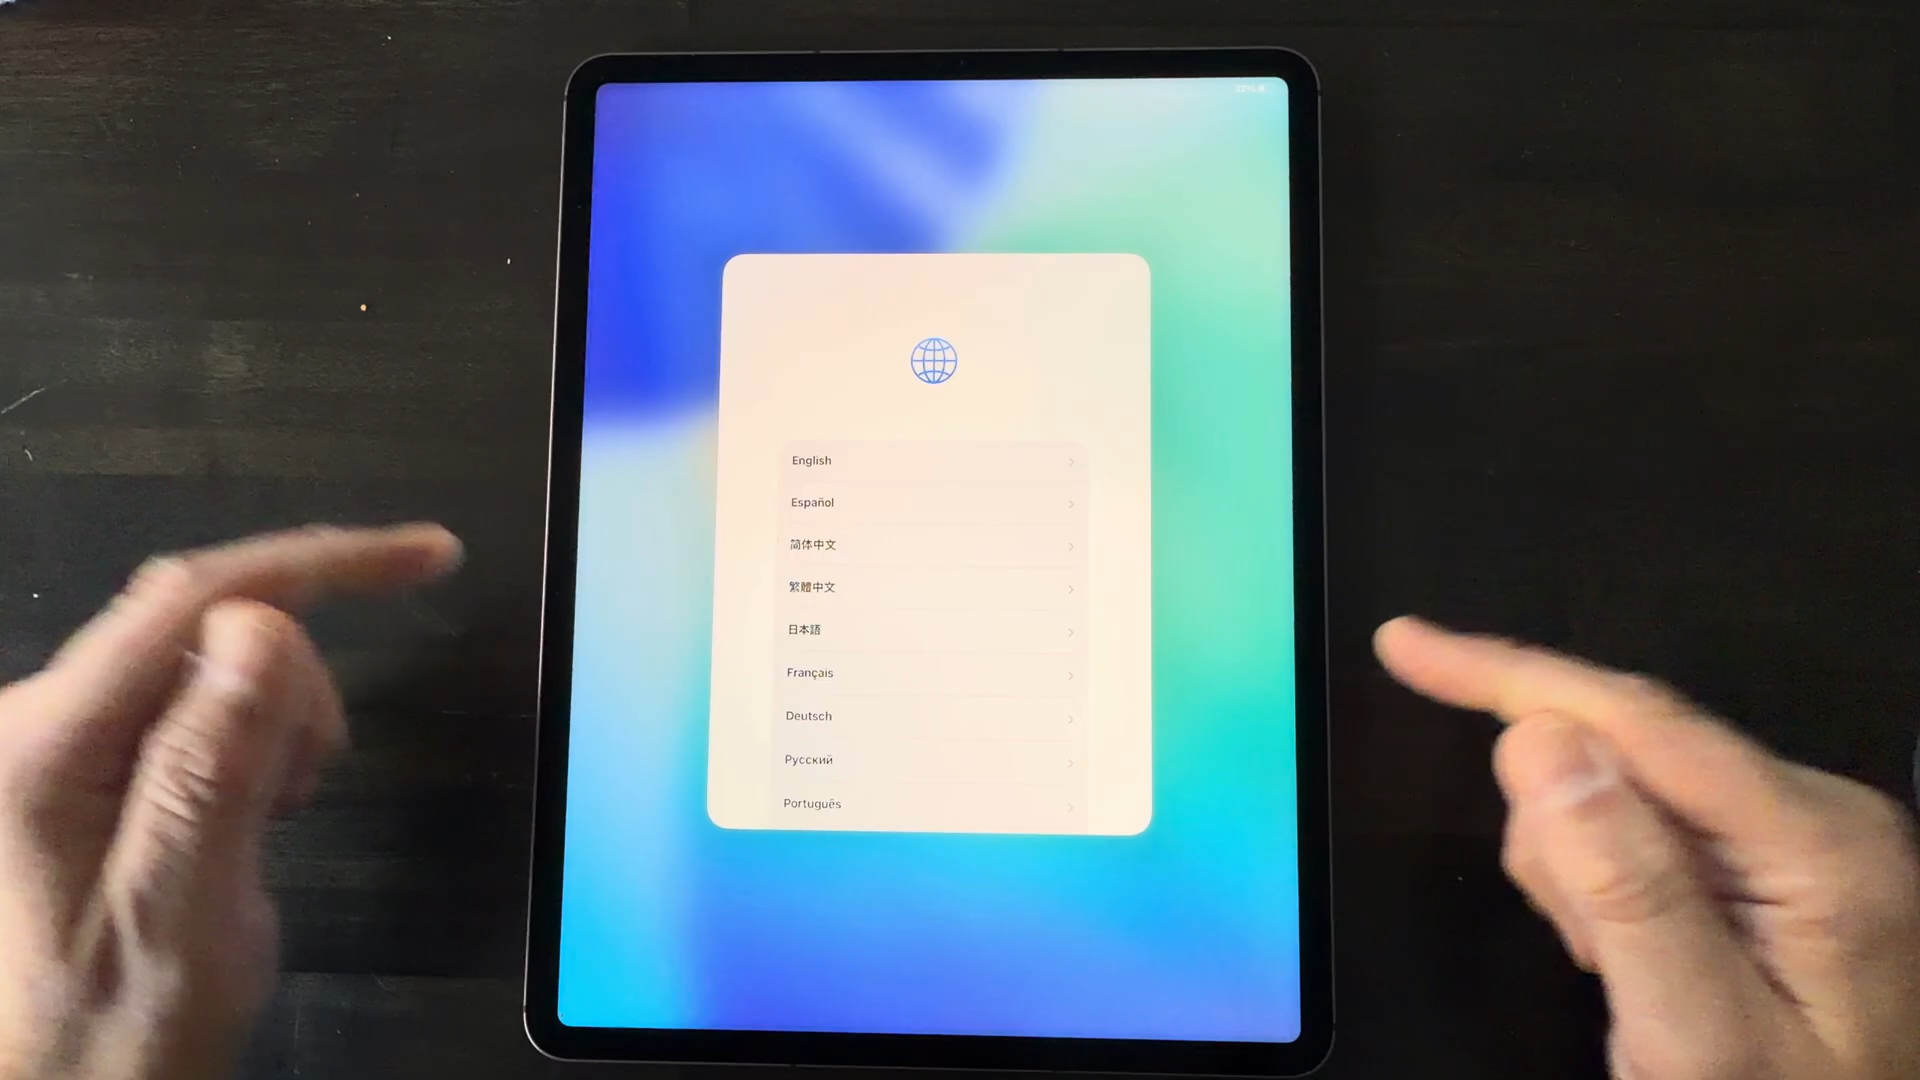 English
Español
简体中文
繁體中文
日本語
Français
Deutsch
Русский
Português